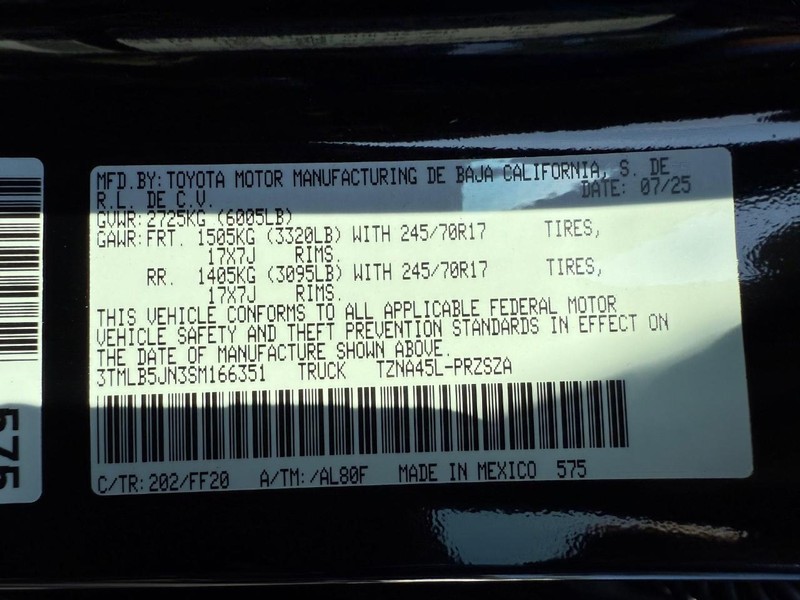 MFD.BY:TOYOTA MOTOR MANUFACTURING DE BAJA CALIFORNIA, S. DE
R.L. DE C.V. DATE: 07/25
GVWR:2725KG (6005LB)
GAWR:FRT. 1505KG (3320LB) WITH 245/70R17 TIRES,
17X7J RIMS.
RR. 1405KG (3095LB) WITH 245/70R17 TIRES,
17X7J RIMS.
THIS VEHICLE CONFORMS TO ALL APPLICABLE FEDERAL MOTOR
VEHICLE SAFETY AND THEFT PREVENTION STANDARDS IN EFFECT ON
THE DATE OF MANUFACTURE SHOWN ABOVE.
3TMLB5JN3SM166351 TRUCK TZNA45L-PRZSZA
C/TR:202/FF20 A/TM:/AL80F MADE IN MEXICO 575
575